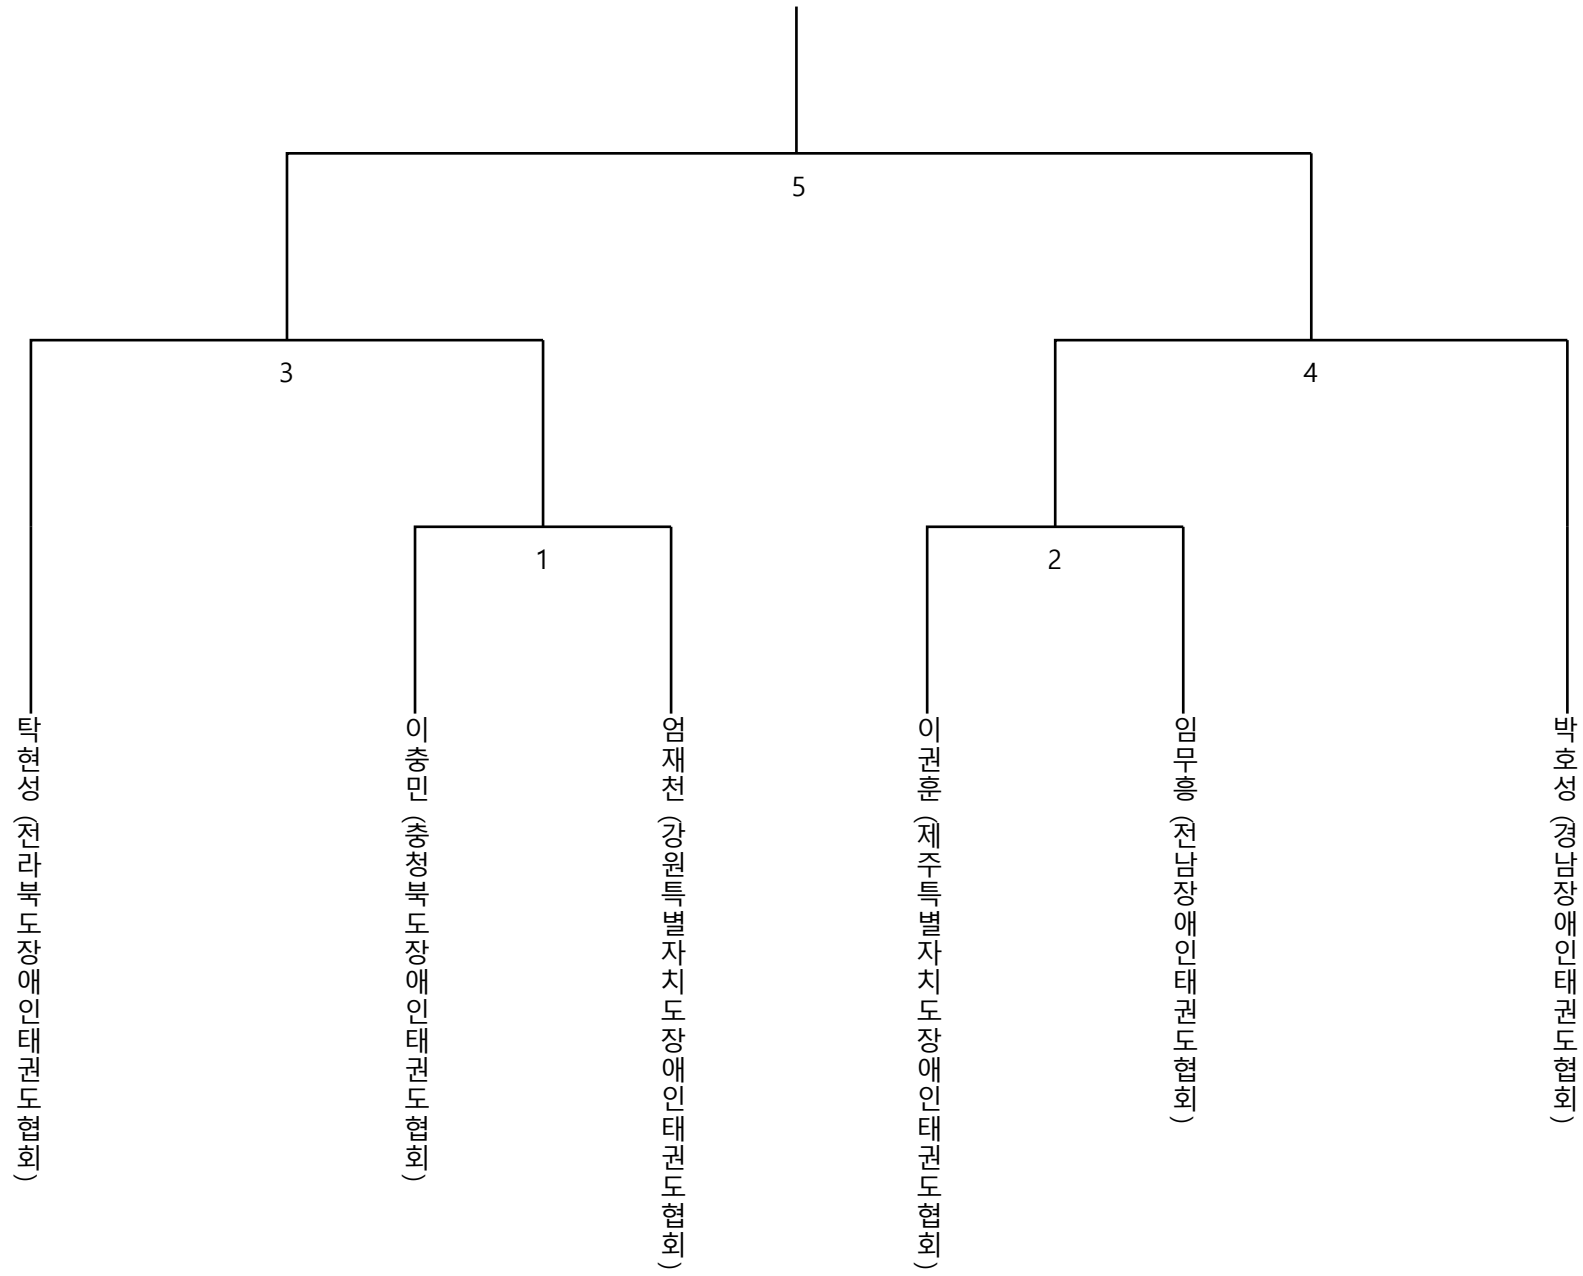 5
3
4
1
2
탁현성 (전라북도장애인태권도협회)
이충민 (충청북도장애인태권도협회)
엄재천 (강원특별자치도장애인태권도협회)
이권훈 (제주특별자치도장애인태권도협회)
임무흥 (전남장애인태권도협회)
박호성 (경남장애인태권도협회)